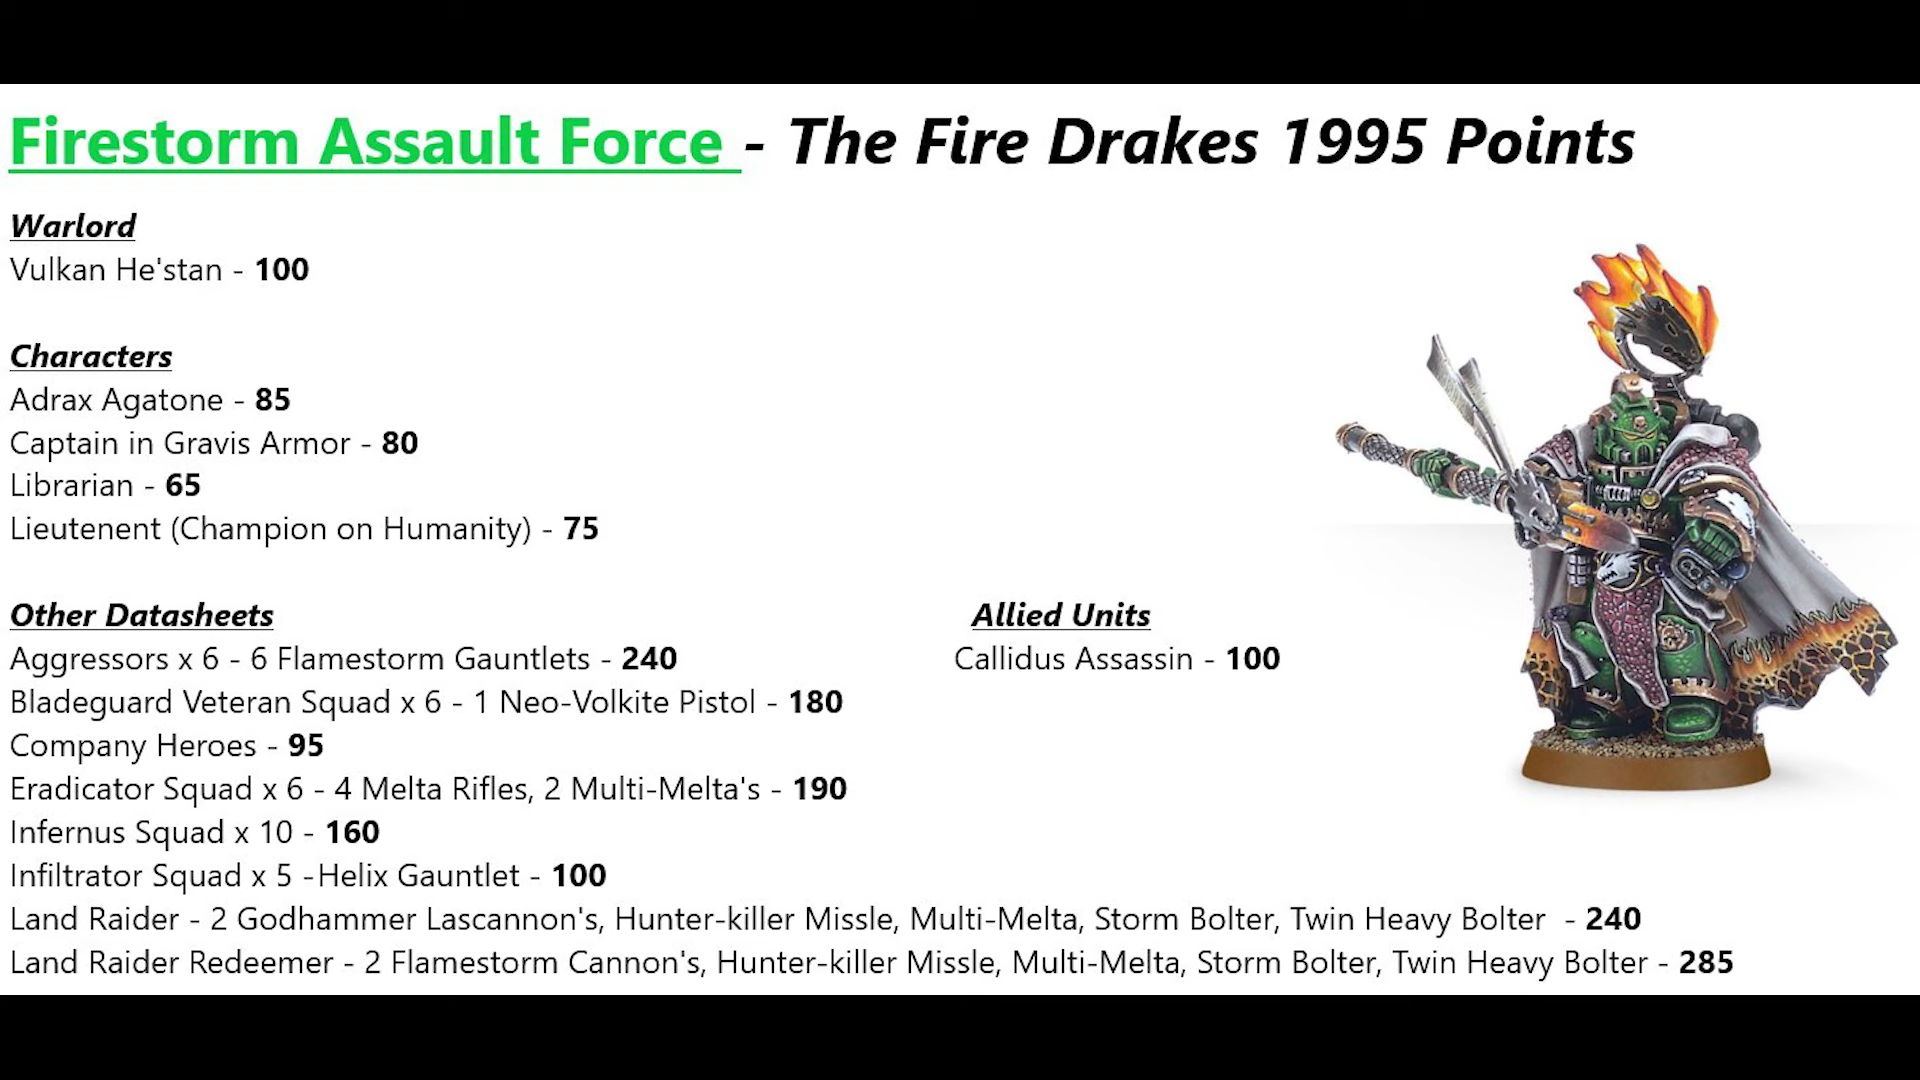 Firestorm Assault Force - The Fire Drakes 1995 Points
Warlord
Vulkan He'stan - 100
Characters
Adrax Agatone - 85
Captain in Gravis Armor - 80
Librarian - 65
Lieutenent (Champion on Humanity) - 75
Other Datasheets
Aggressors x 6 - 6 Flamestorm Gauntlets - 240
Bladeguard Veteran Squad x 6 - 1 Neo-Volkite Pistol - 180
Company Heroes - 95
Eradicator Squad x 6 - 4 Melta Rifles, 2 Multi-Melta's - 190
Infernus Squad x 10 - 160
Infiltrator Squad x 5 -Helix Gauntlet - 100
Land Raider - 2 Godhammer Lascannon's, Hunter-killer Missle, Multi-Melta, Storm Bolter, Twin Heavy Bolter - 240
Land Raider Redeemer - 2 Flamestorm Cannon's, Hunter-killer Missle, Multi-Melta, Storm Bolter, Twin Heavy Bolter - 285
Allied Units
Callidus Assassin - 100